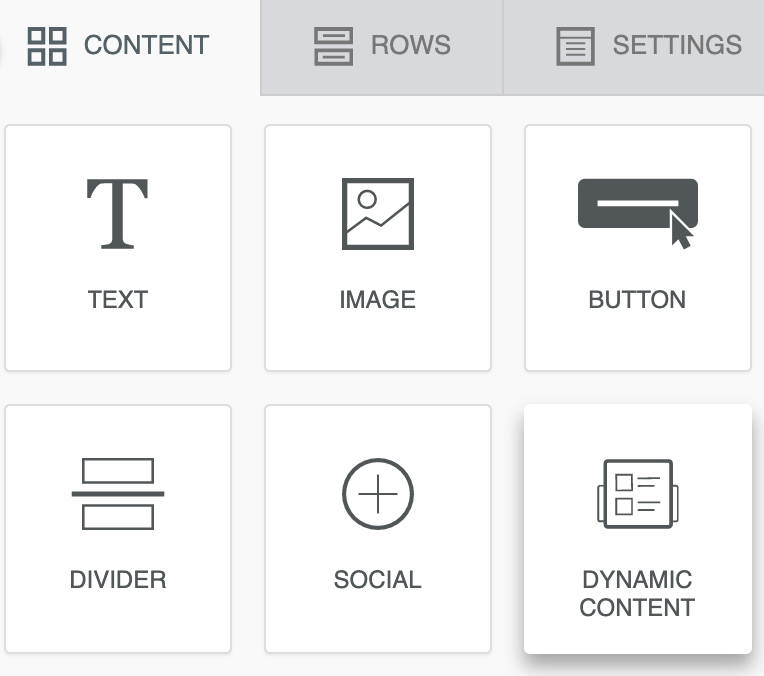 CONTENT
ROWS
SETTINGS
TEXT
IMAGE
BUTTON
DIVIDER
SOCIAL
DYNAMIC
CONTENT